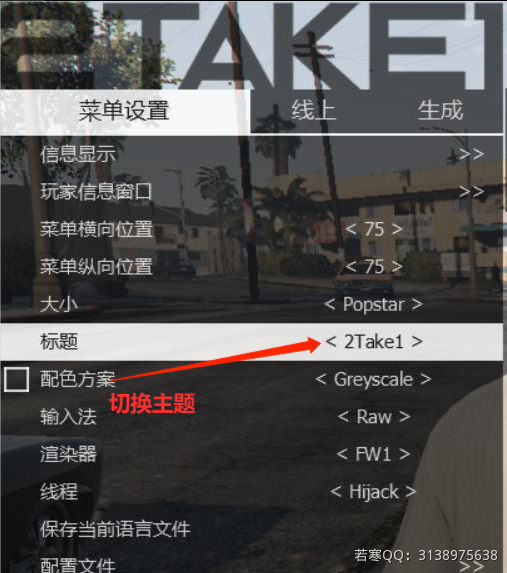 2TAKE1
菜单设置 线上 生成
信息显示 >>
玩家信息窗口 >>
菜单横向位置 < 75 >
菜单纵向位置 < 75 >
大小 < Popstar >
标题 < 2Take1 >
配色方案 < Greyscale >
切换主题
输入法 < Raw >
渲染器 < FW1 >
线程 < Hijack >
保存当前语言文件
配置文件 >>
若寒QQ：3138975638